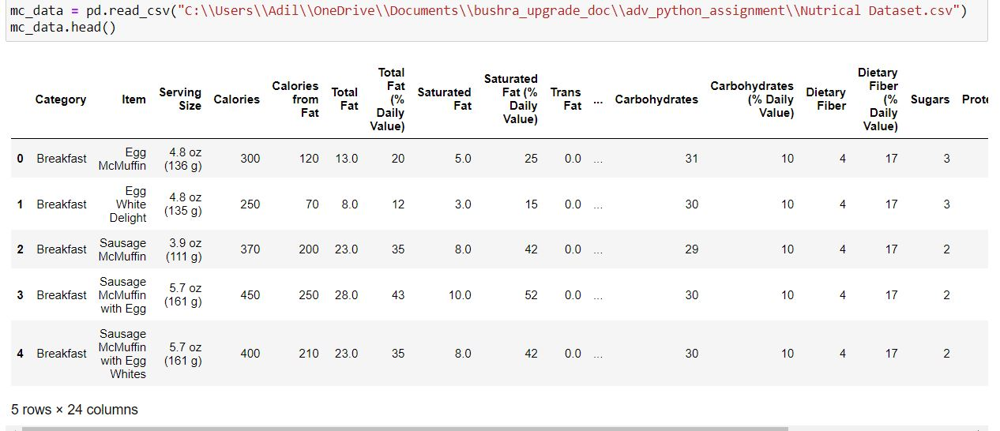 mc_data = pd.read_csv("C:\\Users\\Adil\\OneDrive\\Documents\\bushra_upgrade_doc\\adv_python_assignment\\Nutrical Dataset.csv")
mc_data.head()
Category Item Serving Size Calories Calories from Fat Total Fat Total Fat (% Daily Value) Saturated Fat Saturated Fat (% Daily Value) Trans Fat ... Carbohydrates Carbohydrates (% Daily Value) Dietary Fiber Dietary Fiber (% Daily Value) Sugars Prote
0 Breakfast Egg McMuffin 4.8 oz (136 g) 300 120 13.0 20 5.0 25 0.0 ... 31 10 4 17 3
1 Breakfast Egg White Delight 4.8 oz (135 g) 250 70 8.0 12 3.0 15 0.0 ... 30 10 4 17 3
2 Breakfast Sausage McMuffin 3.9 oz (111 g) 370 200 23.0 35 8.0 42 0.0 ... 29 10 4 17 2
3 Breakfast Sausage McMuffin with Egg 5.7 oz (161 g) 450 250 28.0 43 10.0 52 0.0 ... 30 10 4 17 2
4 Breakfast Sausage McMuffin with Egg Whites 5.7 oz (161 g) 400 210 23.0 35 8.0 42 0.0 ... 30 10 4 17 2
5 rows × 24 columns